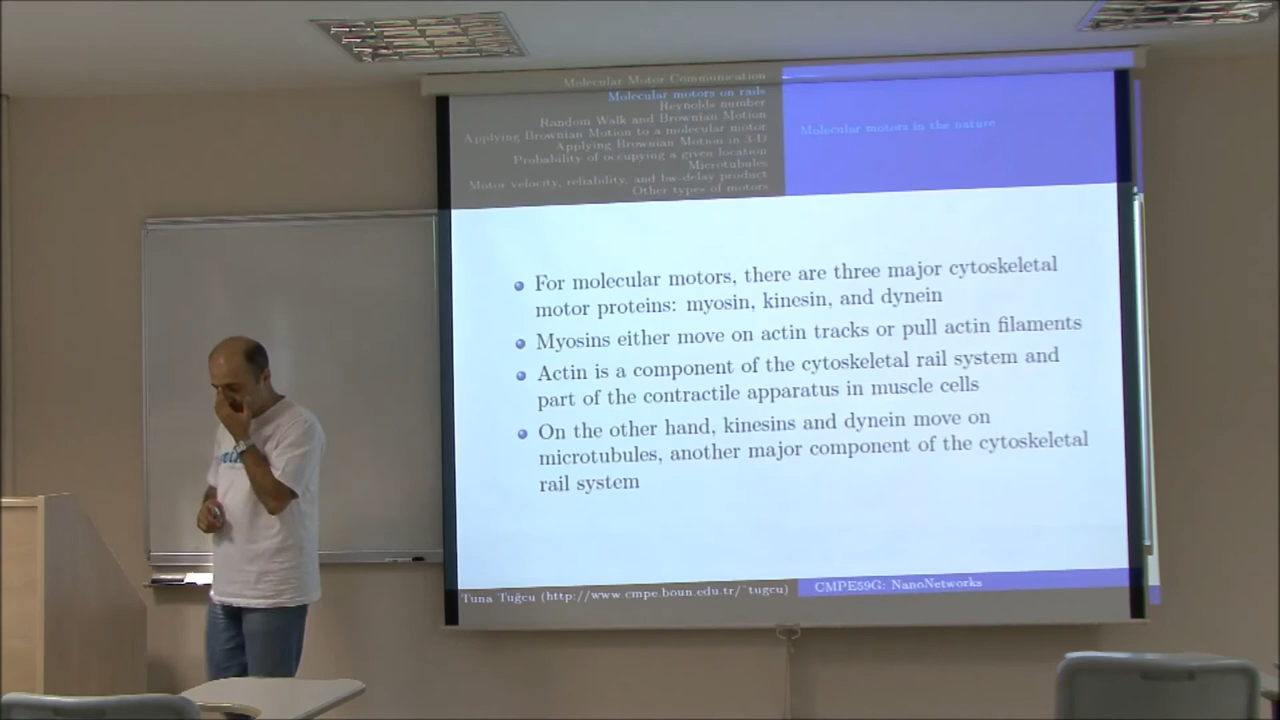 Molecular Motor Communication
Molecular motors on rails
Reynolds number
Random Walk and Brownian Motion
Applying Brownian Motion to a molecular motor
Applying Brownian Motion in 3-D
Probability of occupying a given location
Microtubules
Motor velocity, reliability, and bw-delay product
Other types of motors
Molecular motors in the nature
For molecular motors, there are three major cytoskeletal
motor proteins: myosin, kinesin, and dynein
Myosins either move on actin tracks or pull actin filaments
Actin is a component of the cytoskeletal rail system and
part of the contractile apparatus in muscle cells
On the other hand, kinesins and dynein move on
microtubules, another major component of the cytoskeletal
rail system
Tuna Tuğcu (http://www.cmpe.boun.edu.tr/~tugcu)
CMPE59G: NanoNetworks